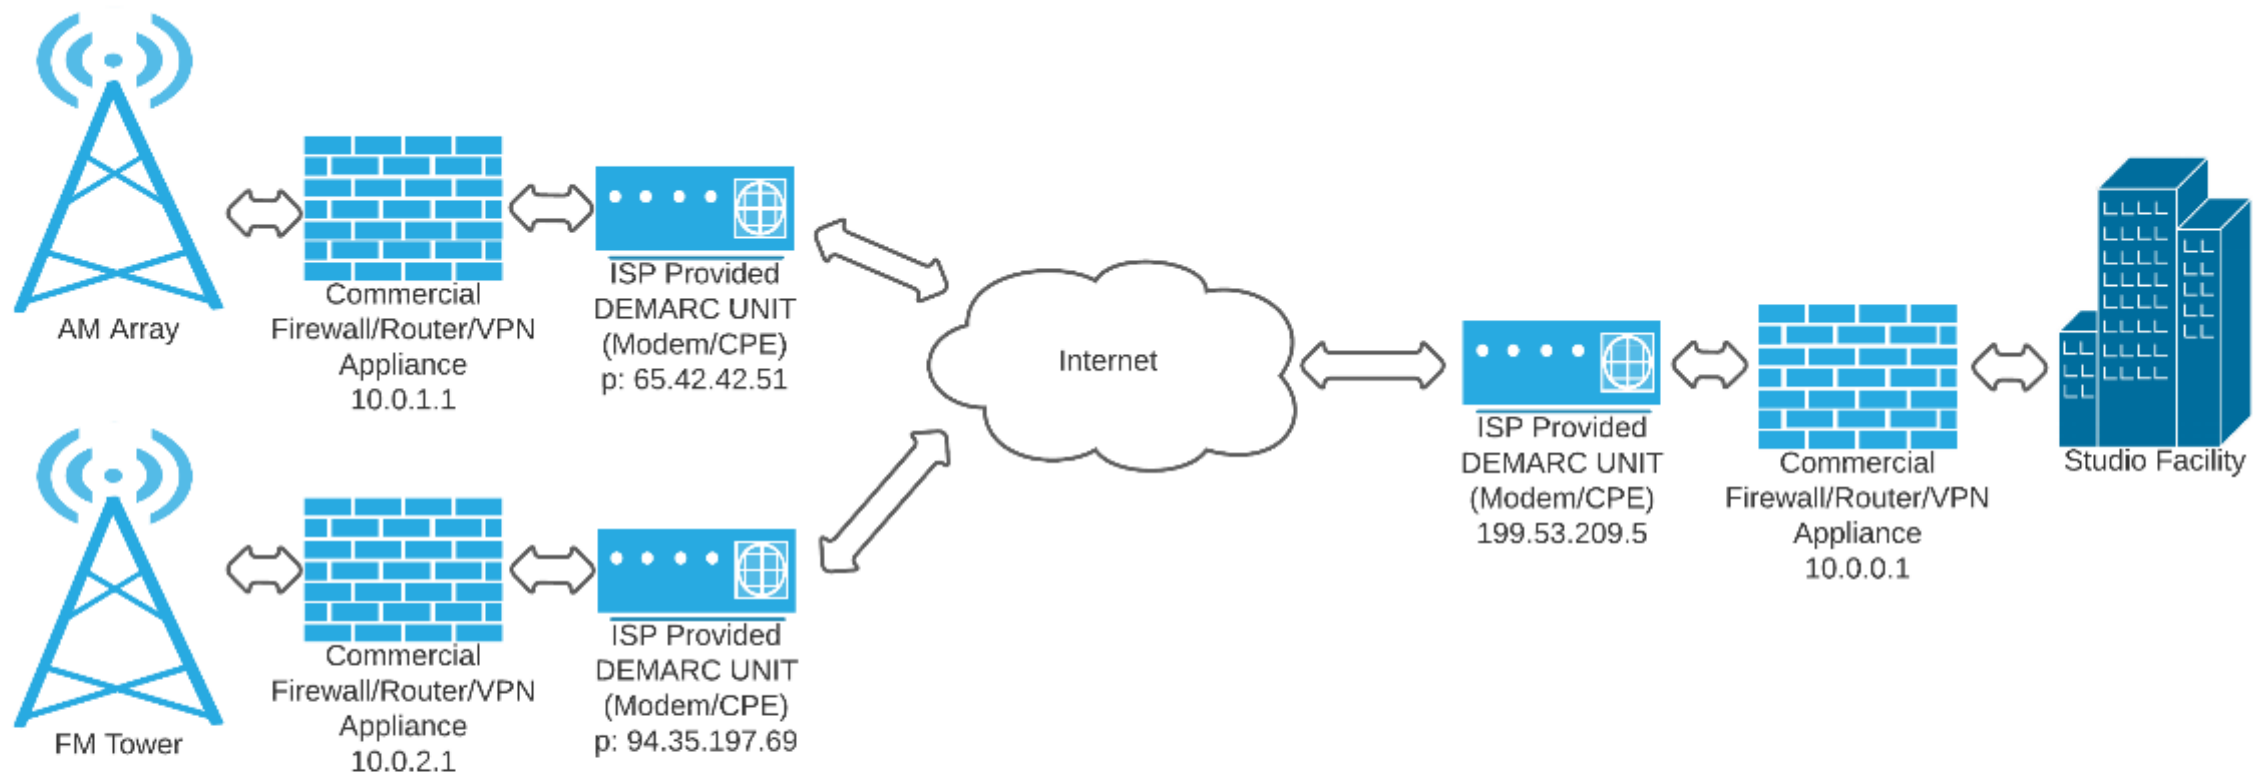 AM Array
Commercial
Firewall/Router/VPN
Appliance
10.0.1.1
ISP Provided
DEMARC UNIT
(Modem/CPE)
p: 65.42.42.51
FM Tower
Commercial
Firewall/Router/VPN
Appliance
10.0.2.1
ISP Provided
DEMARC UNIT
(Modem/CPE)
p: 94.35.197.69
Internet
ISP Provided
DEMARC UNIT
(Modem/CPE)
199.53.209.5
Commercial
Firewall/Router/VPN
Appliance
10.0.0.1
Studio Facility